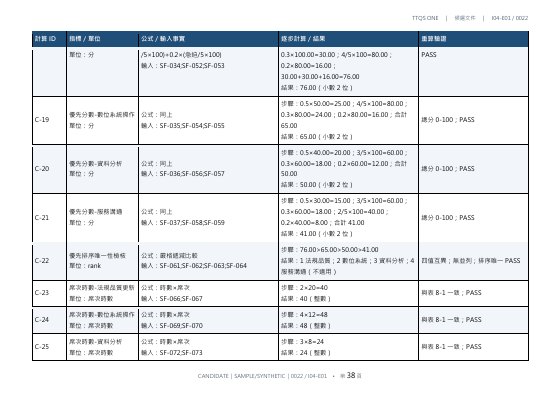 TTQS ONE | 掃鏈文件 | I04-E01 / 0022
計算 ID 指標 / 單位 公式 / 輸入事實 逐步計算 / 結果 重算驗證
單位：分 /5×100)+0.2×(急迫/5×100) 0.3×100.00=30.00；4/5×100=80.00； PASS
輸入：SF-034;SF-052;SF-053 0.2×80.00=16.00；
30.00+30.00+16.00=76.00
結果：76.00 ( 小數 2 位 )
C-19 優先分數-數位系統操作 單位：分 公式：同上 輸入：SF-035;SF-054;SF-055 步驟：0.5×50.00=25.00；4/5×100=80.00； 總分 0-100；PASS
0.3×80.00=24.00；0.2×80.00=16.00；合計
65.00
結果：65.00 ( 小數 2 位 )
C-20 優先分數-資料分析 單位：分 公式：同上 輸入：SF-036;SF-056;SF-057 步驟：0.5×40.00=20.00；3/5×100=60.00； 總分 0-100；PASS
0.3×60.00=18.00；0.2×60.00=12.00；合計
50.00
結果：50.00 ( 小數 2 位 )
C-21 優先分數-服務溝通 單位：分 公式：同上 輸入：SF-037;SF-058;SF-059 步驟：0.5×30.00=15.00；3/5×100=60.00； 總分 0-100；PASS
0.3×60.00=18.00；2/5×100=40.00；
0.2×40.00=8.00；合計 41.00
結果：41.00 ( 小數 2 位 )
C-22 優先排序唯一性檢核 單位：rank 公式：嚴格遞減比較 輸入：SF-061;SF-062;SF-063;SF-064 步驟：76.00>65.00>50.00>41.00 四值互異；無並列；排序唯一 PASS
結果：1 法規品質；2 數位系統；3 資料分析；4
服務溝通 ( 不適用 )
C-23 席次時數-法規品質更新 單位：席次時數 公式：時數×席次 輸入：SF-066;SF-067 步驟：2×20=40 與表 8-1 一致；PASS
結果：40 ( 整數 )
C-24 席次時數-數位系統操作 單位：席次時數 公式：時數×席次 輸入：SF-069;SF-070 步驟：4×12=48 與表 8-1 一致；PASS
結果：48 ( 整數 )
C-25 席次時數-資料分析 單位：席次時數 公式：時數×席次 輸入：SF-072;SF-073 步驟：3×8=24 與表 8-1 一致；PASS
結果：24 ( 整數 )
CANDIDATE | SAMPLE/SYNTHETIC | 0022 / I04-E01 • 第 38 頁